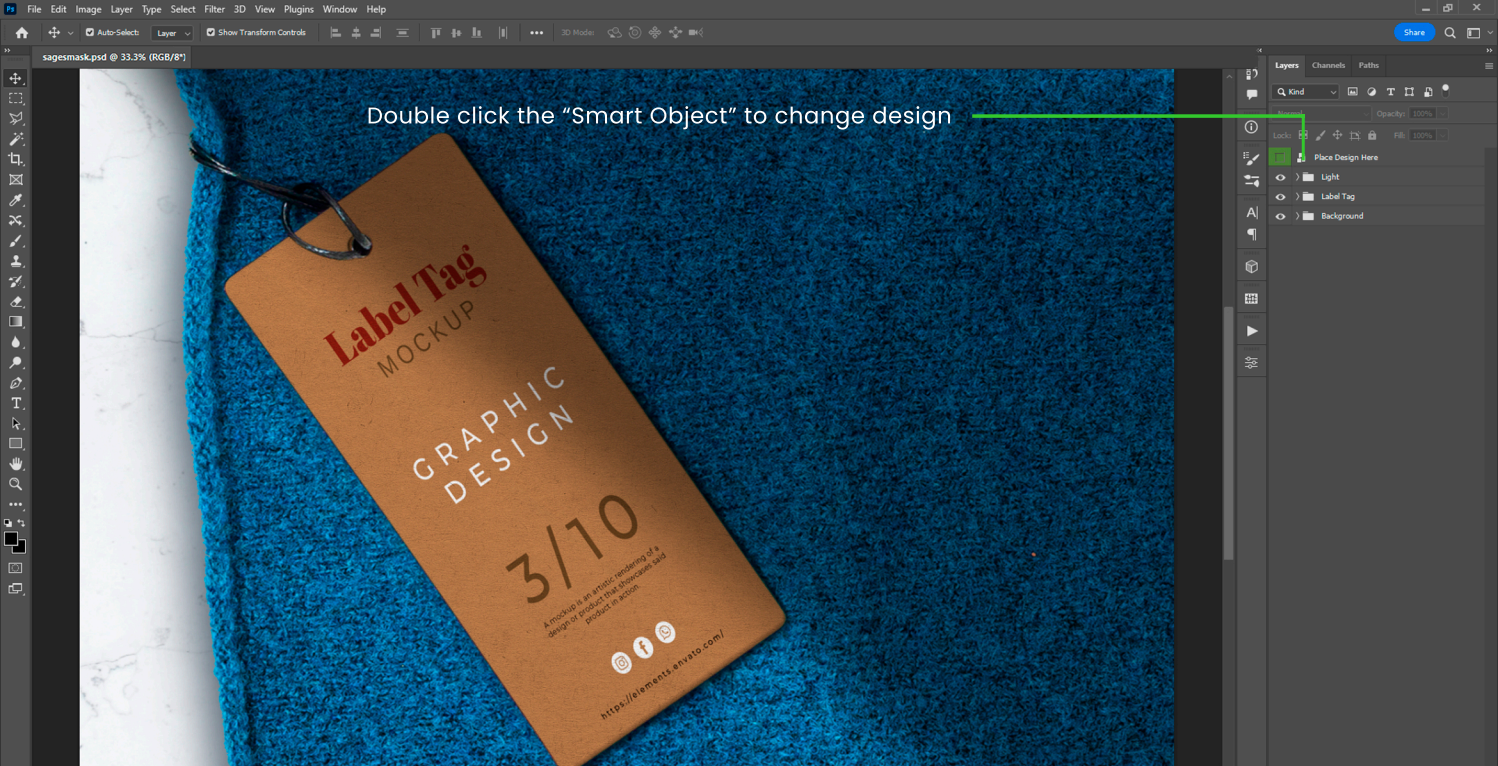 Ps File Edit Image Layer Type Select Filter 3D View Plugins Window Help
Auto-Select: Layer Show Transform Controls 3D Mode: Share
sagesmask.psd @ 33.3% (RGB/8*)
Layers Channels Paths
Kind
Opacity: 100%
Lock: Fill: 100%
Place Design Here
Light
Label Tag
Background
Double click the “Smart Object” to change design
Label Tag
MOCKUP
GRAPHIC
DESIGN
3/10
A mockup is an artistic rendering of a
design or product that showcases said
product in action.
https://elements.envato.com/